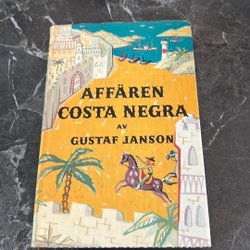 AFFÄREN
COSTA NEGRA
AV
GUSTAF JANSON